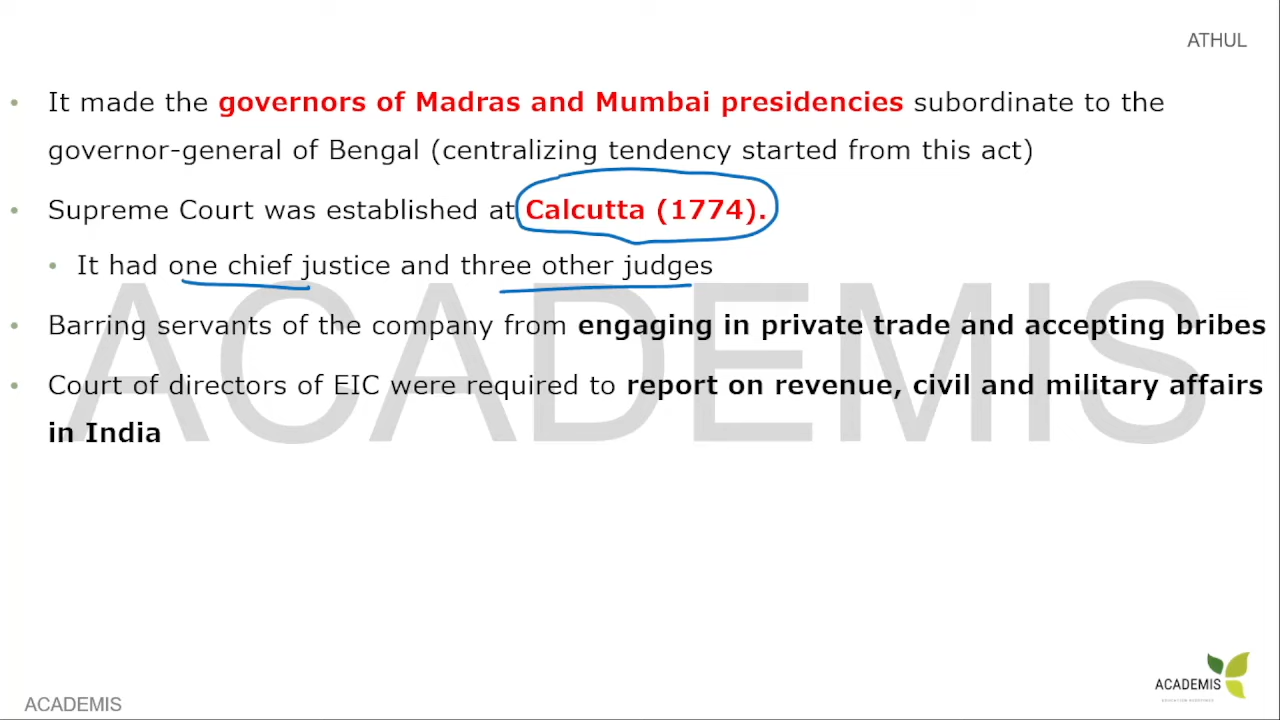 ATHUL
• It made the governors of Madras and Mumbai presidencies subordinate to the
governor-general of Bengal (centralizing tendency started from this act)
• Supreme Court was established at Calcutta (1774).
• It had one chief justice and three other judges
• Barring servants of the company from engaging in private trade and accepting bribes
• Court of directors of EIC were required to report on revenue, civil and military affairs
in India
ACADEMIS
ACADEMIS
ACADEMIS